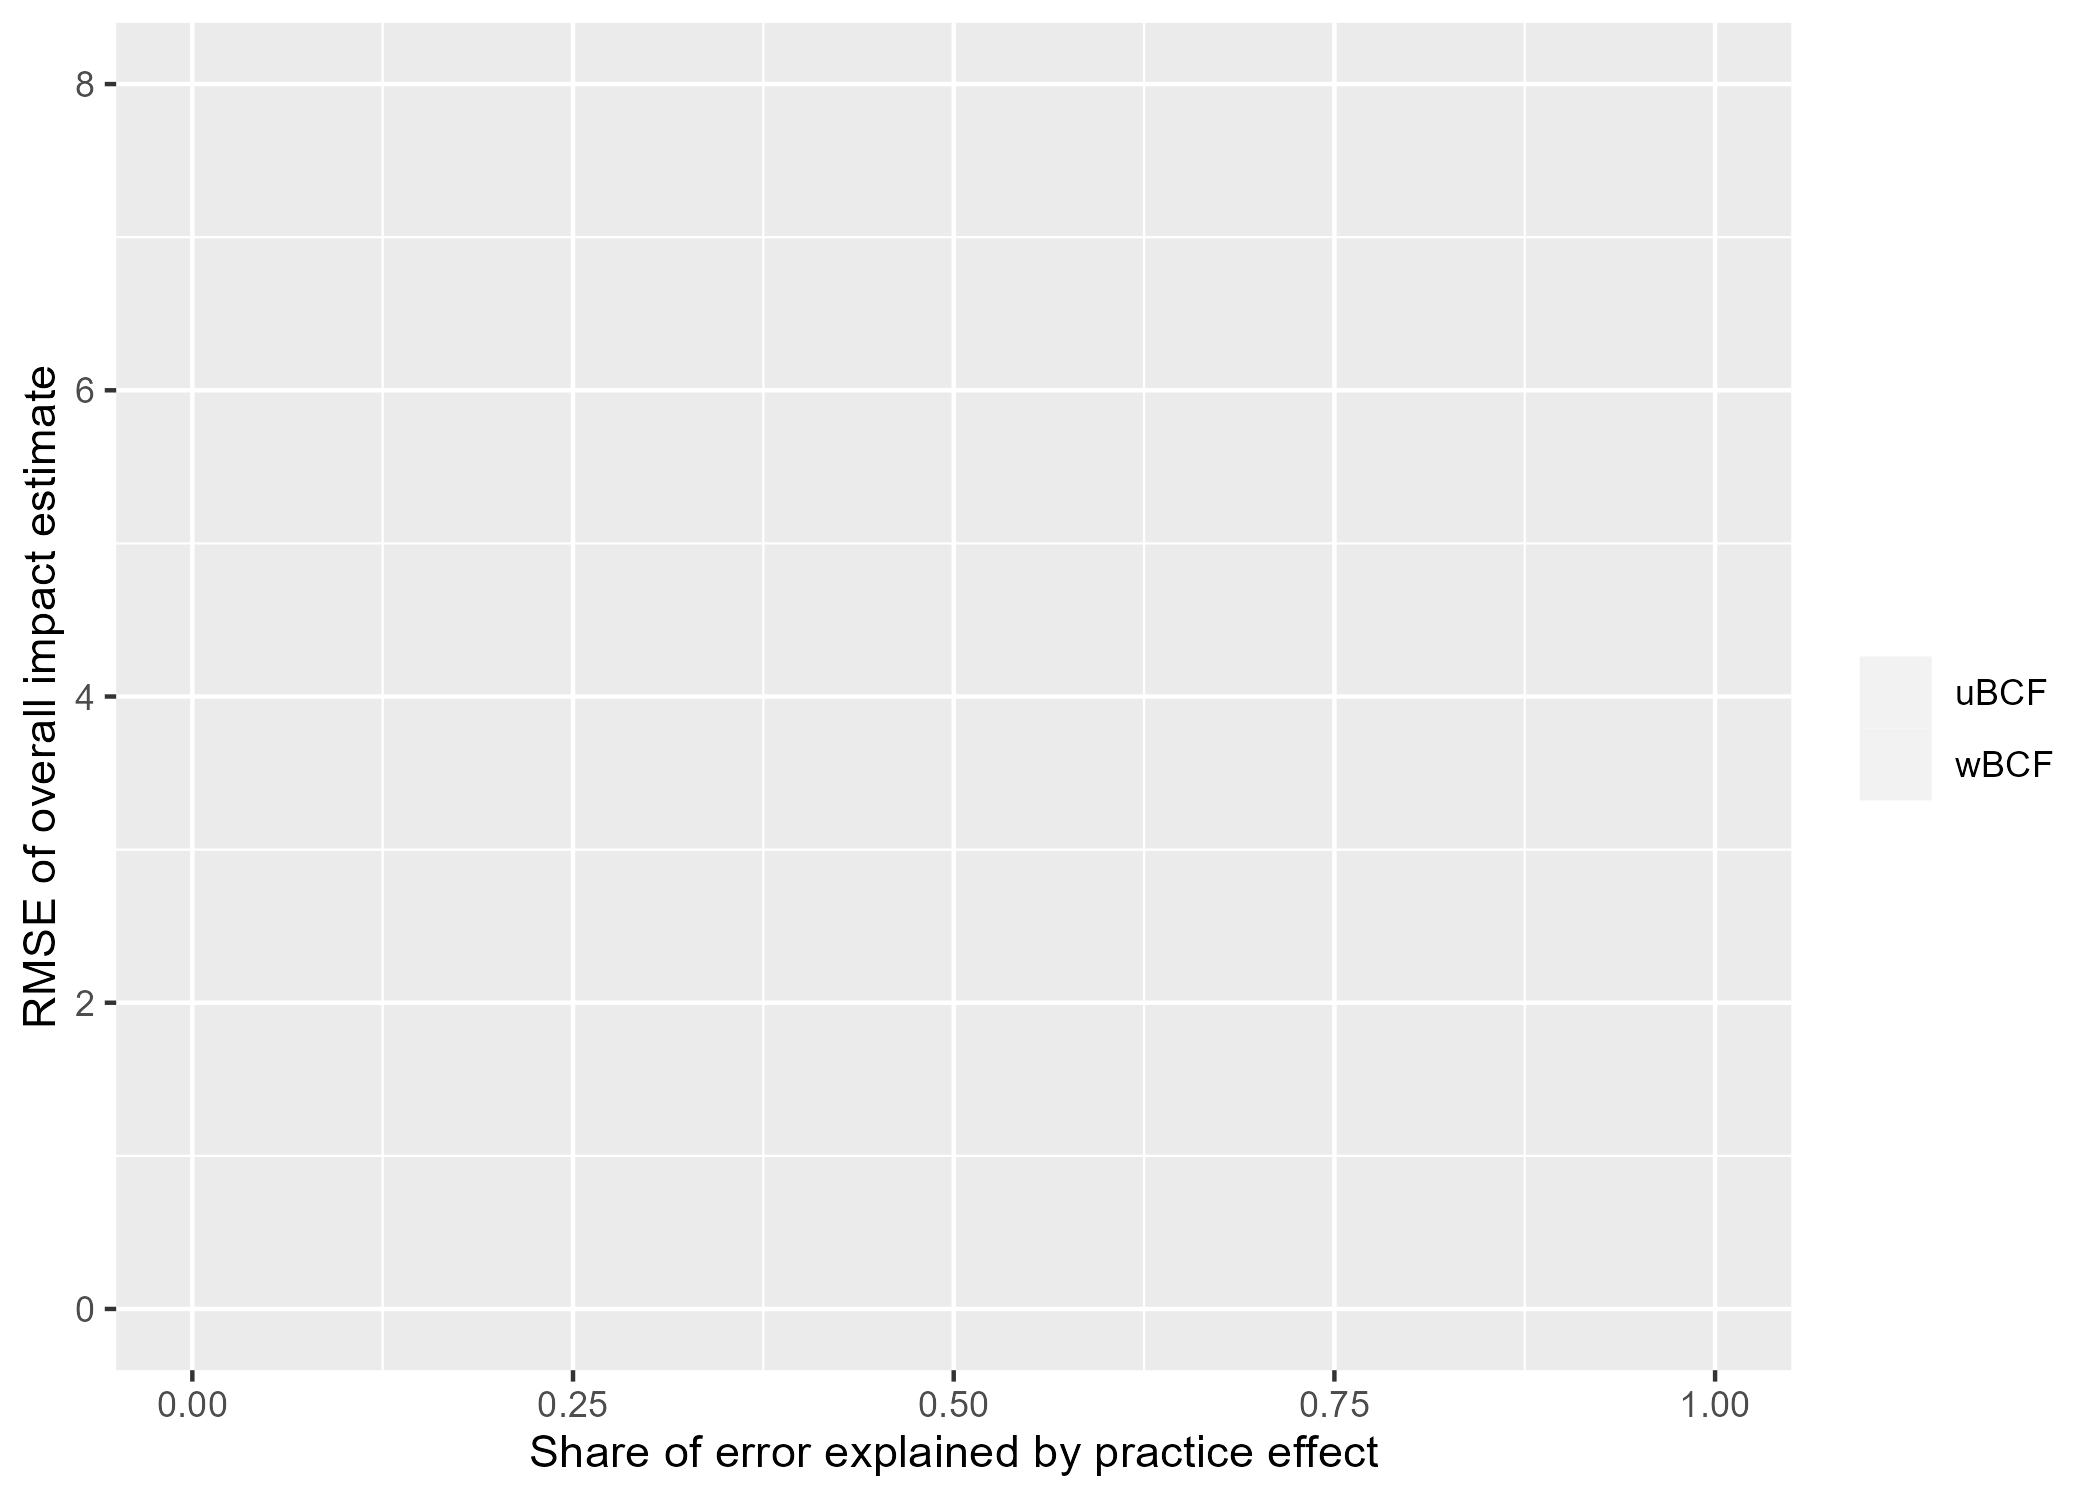 RMSE of overall impact estimate
8
6
4
2
0
0.00
0.25
0.50
0.75
1.00
Share of error explained by practice effect
uBCF
wBCF